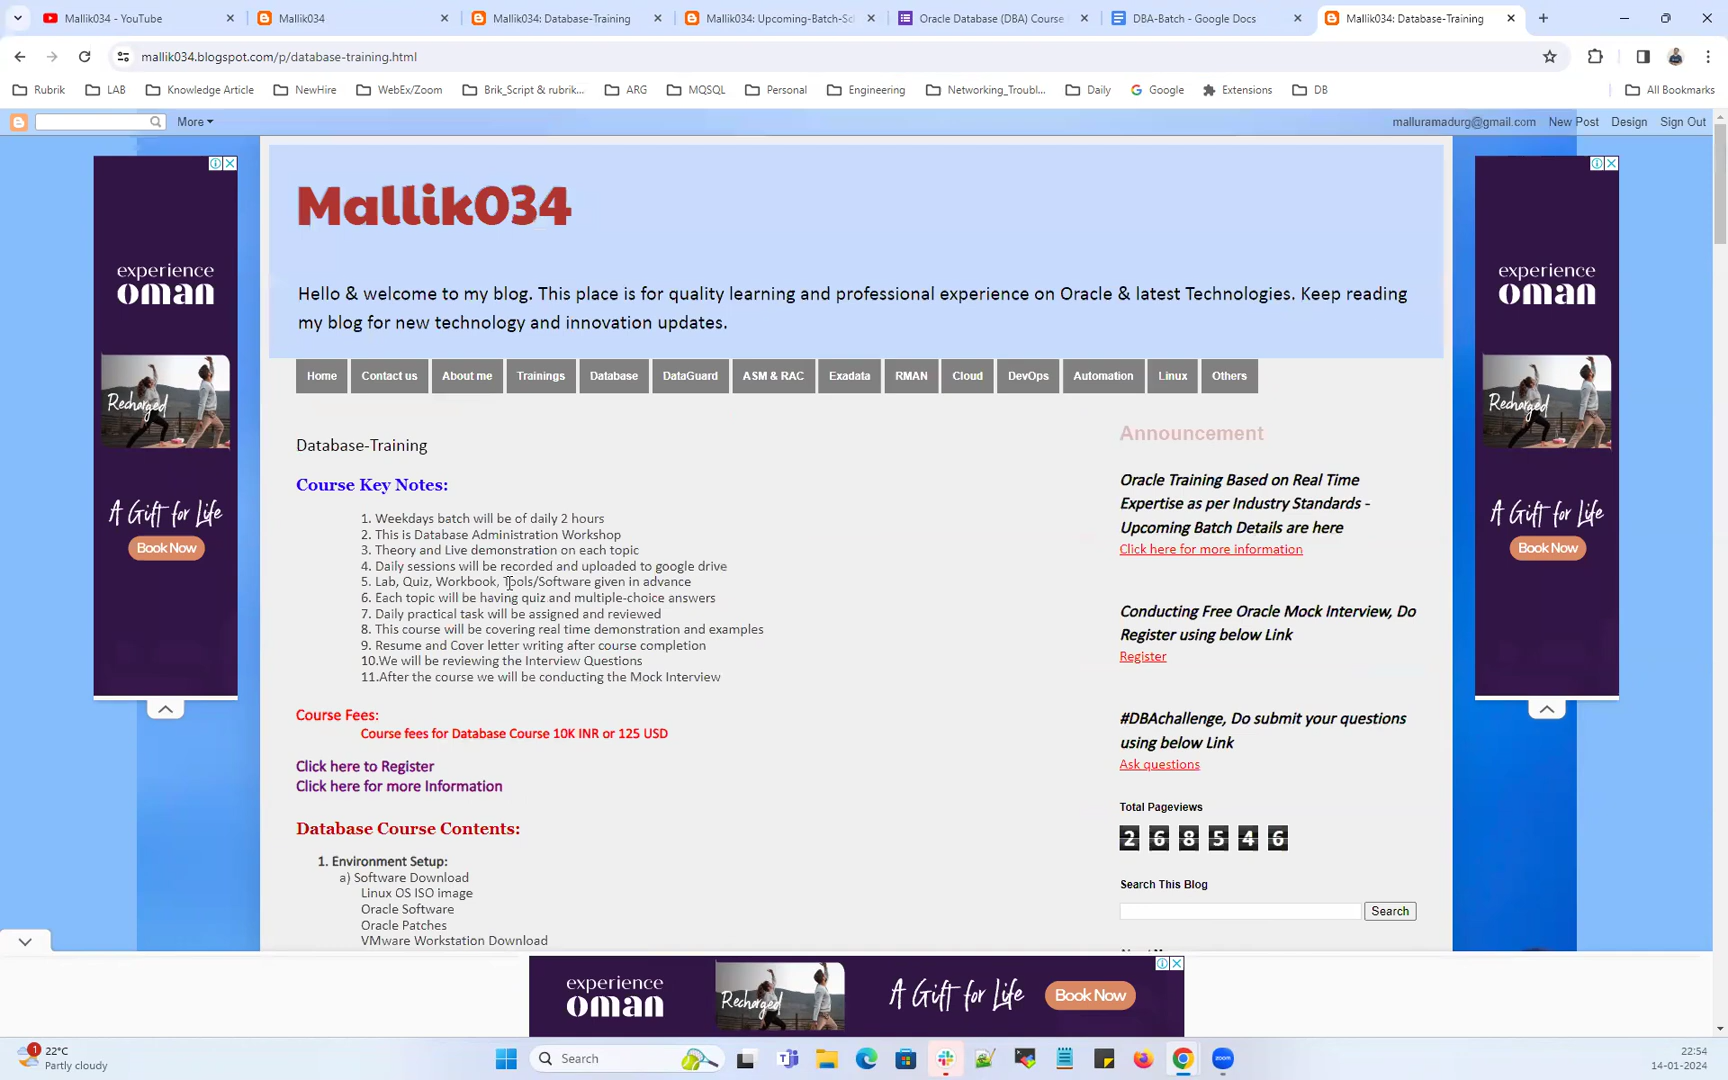 Mallik034 - YouTube
Mallik034
Mallik034: Database-Training
Mallik034: Upcoming-Batch-Sc
Oracle Database (DBA) Course
DBA-Batch - Google Docs
Mallik034: Database-Training
mallik034.blogspot.com/p/database-training.html
Rubrik
LAB
Knowledge Article
NewHire
WebEx/Zoom
Brik_Script & rubrik...
ARG
MQSQL
Personal
Engineering
Networking_Troubl...
Daily
Google
Extensions
DB
All Bookmarks
More
malluramadurg@gmail.com
New Post
Design
Sign Out
Mallik034
Hello & welcome to my blog. This place is for quality learning and professional experience on Oracle & latest Technologies. Keep reading
my blog for new technology and innovation updates.
Home
Contact us
About me
Trainings
Database
DataGuard
ASM & RAC
Exadata
RMAN
Cloud
DevOps
Automation
Linux
Others
experience
oman
Recharged
A Gift for Life
Book Now
Database-Training
Course Key Notes:
1. Weekdays batch will be of daily 2 hours
2. This is Database Administration Workshop
3. Theory and Live demonstration on each topic
4. Daily sessions will be recorded and uploaded to google drive
5. Lab, Quiz, Workbook, Tools/Software given in advance
6. Each topic will be having quiz and multiple-choice answers
7. Daily practical task will be assigned and reviewed
8. This course will be covering real time demonstration and examples
9. Resume and Cover letter writing after course completion
10.We will be reviewing the Interview Questions
11.After the course we will be conducting the Mock Interview
Course Fees:
Course fees for Database Course 10K INR or 125 USD
Click here to Register
Click here for more Information
Database Course Contents:
1. Environment Setup:
a) Software Download
Linux OS ISO image
Oracle Software
Oracle Patches
VMware Workstation Download
Announcement
Oracle Training Based on Real Time
Expertise as per Industry Standards -
Upcoming Batch Details are here
Click here for more information
Conducting Free Oracle Mock Interview, Do
Register using below Link
Register
#DBAchallenge, Do submit your questions
using below Link
Ask questions
Total Pageviews
268546
Search This Blog
Search
experience
oman
Recharged
A Gift for Life
Book Now
experience
oman
Recharged
A Gift for Life
Book Now
1
22°C
Partly cloudy
Search
zoom
22:54
14-01-2024